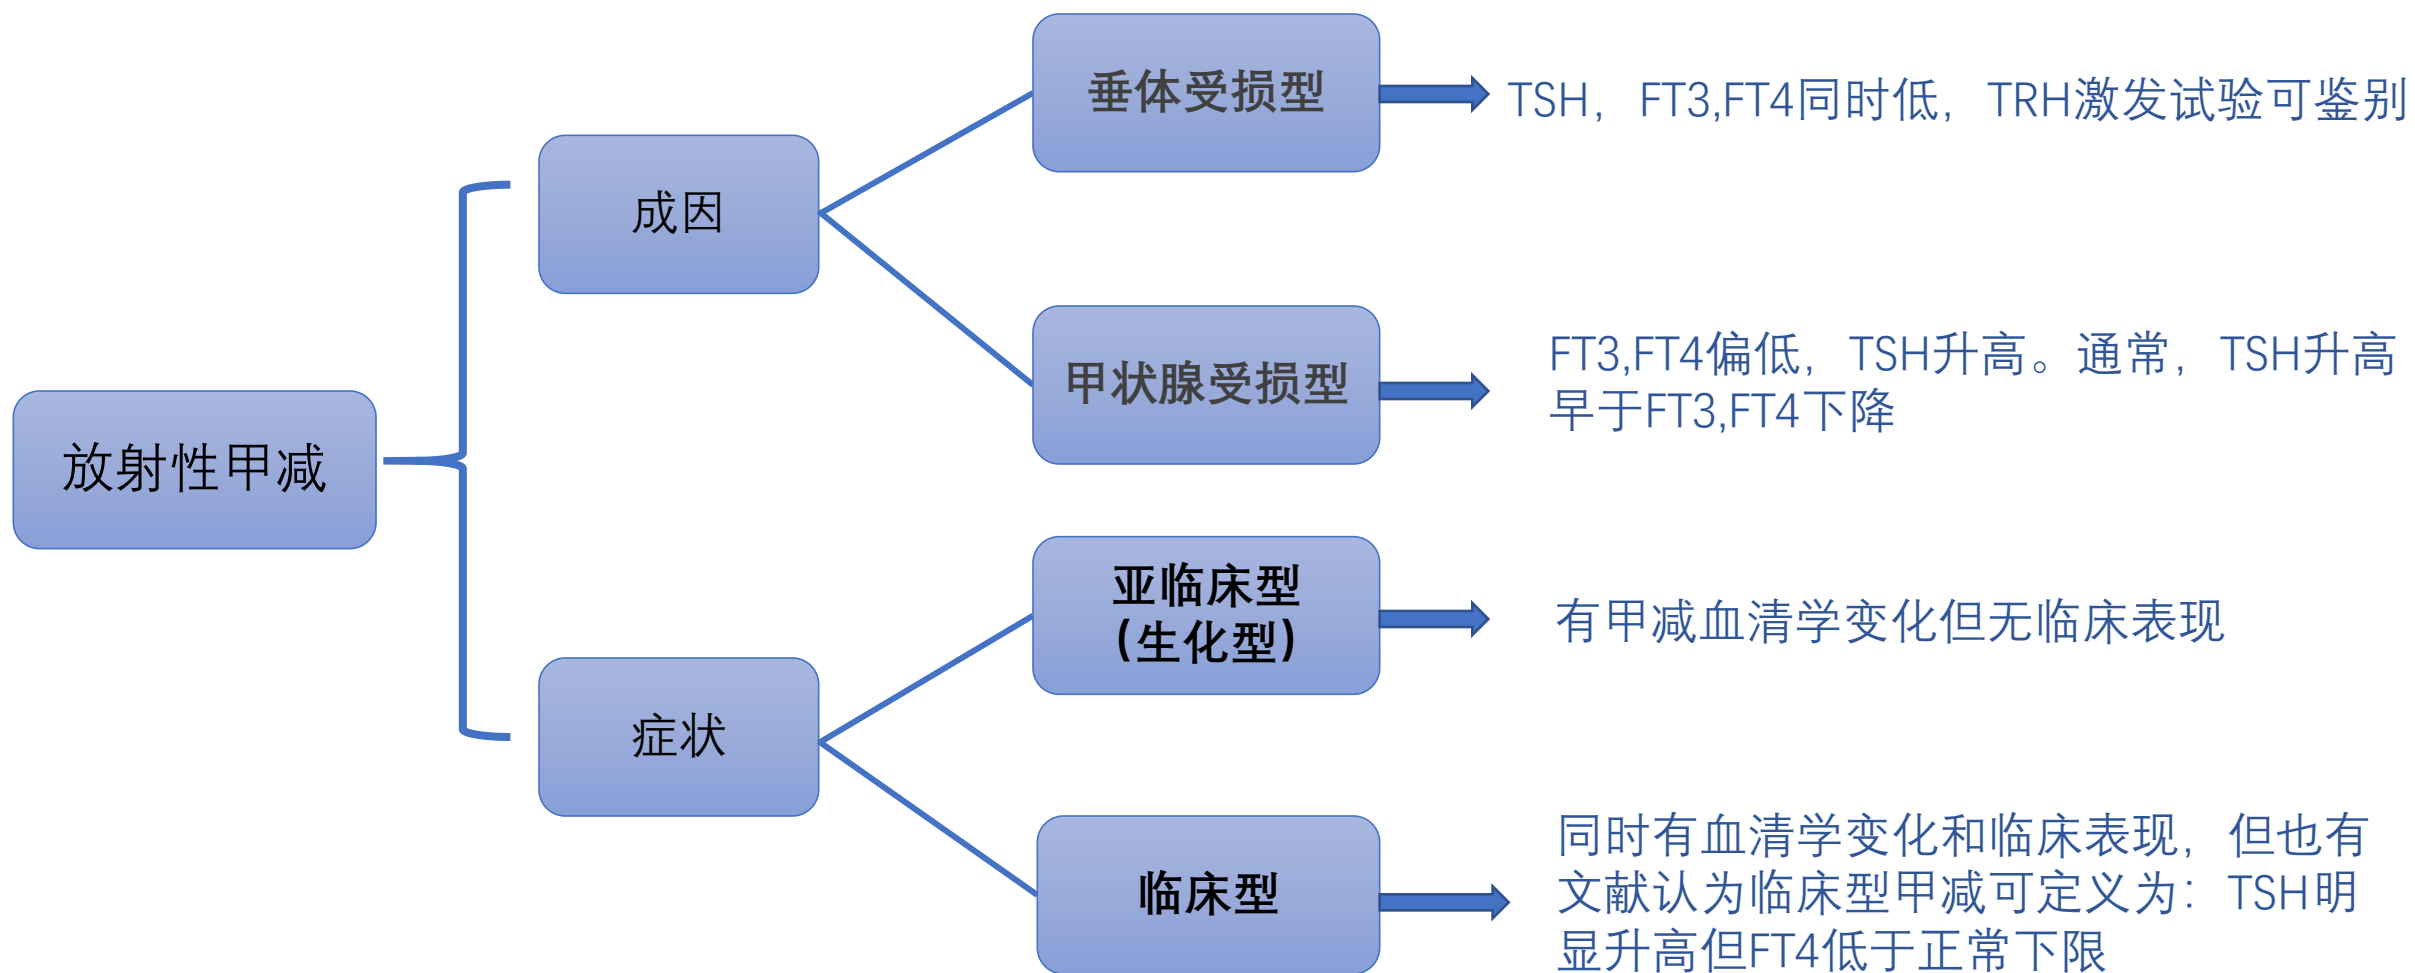 放射性甲减
成因
垂体受损型
TSH，FT3,FT4同时低，TRH激发试验可鉴别
甲状腺受损型
FT3,FT4偏低，TSH升高。通常，TSH升高
早于FT3,FT4下降
症状
亚临床型
(生化型)
有甲减血清学变化但无临床表现
临床型
同时有血清学变化和临床表现，但也有
文献认为临床型甲减可定义为：TSH明
显升高但FT4低于正常下限